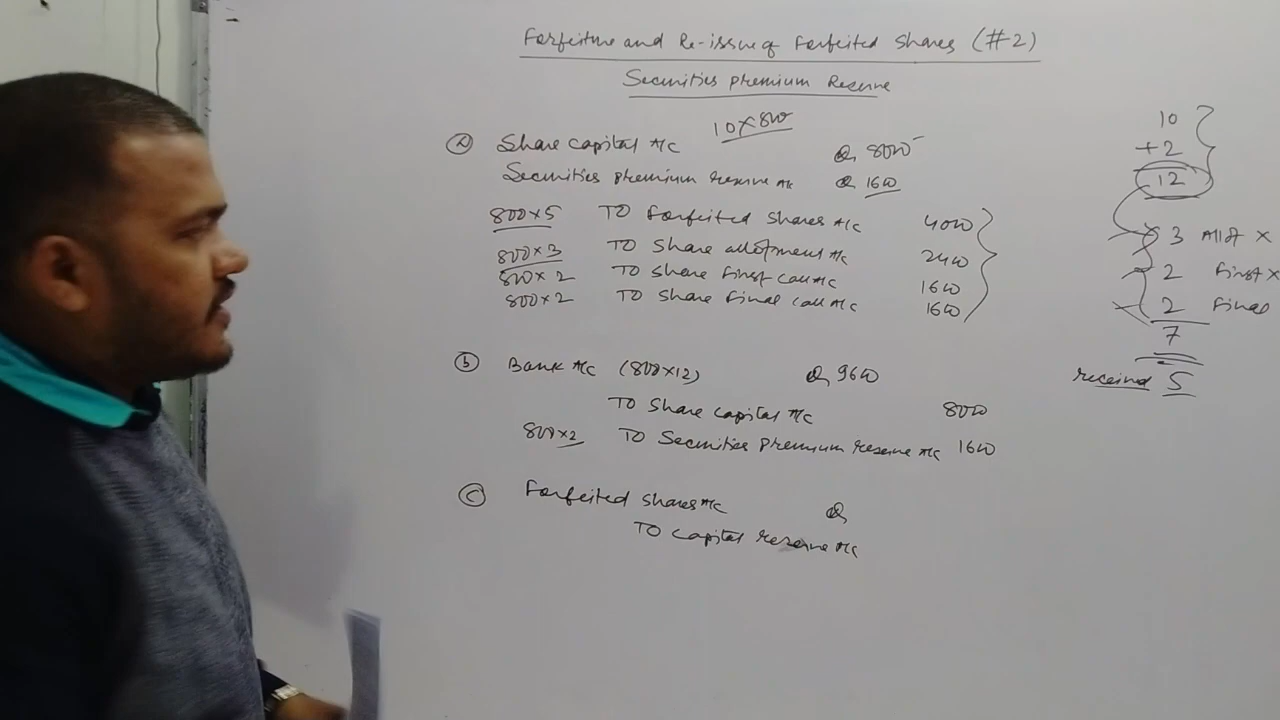 Forfeiture and Re-issue of Forfeited Shares (#2)
Securities Premium Reserve
10×800
(a) Share Capital A/c Dr 8000
Securities premium reserve A/c Dr 1600
800×5 TO Forfeited Shares A/c 4000
800×3 TO Share allotment A/c 2400
800×2 TO Share First Call A/c 1600
800×2 TO Share Final Call A/c 1600
(b) Bank A/c (800×12) Dr 9600
TO Share Capital A/c 8000
800×2 TO Securities Premium reserve A/c 1600
(c) Forfeited Shares A/c Dr
TO Capital Reserve A/c
10
+2
12
3 Allot X
2 First X
2 Final
7
received 5